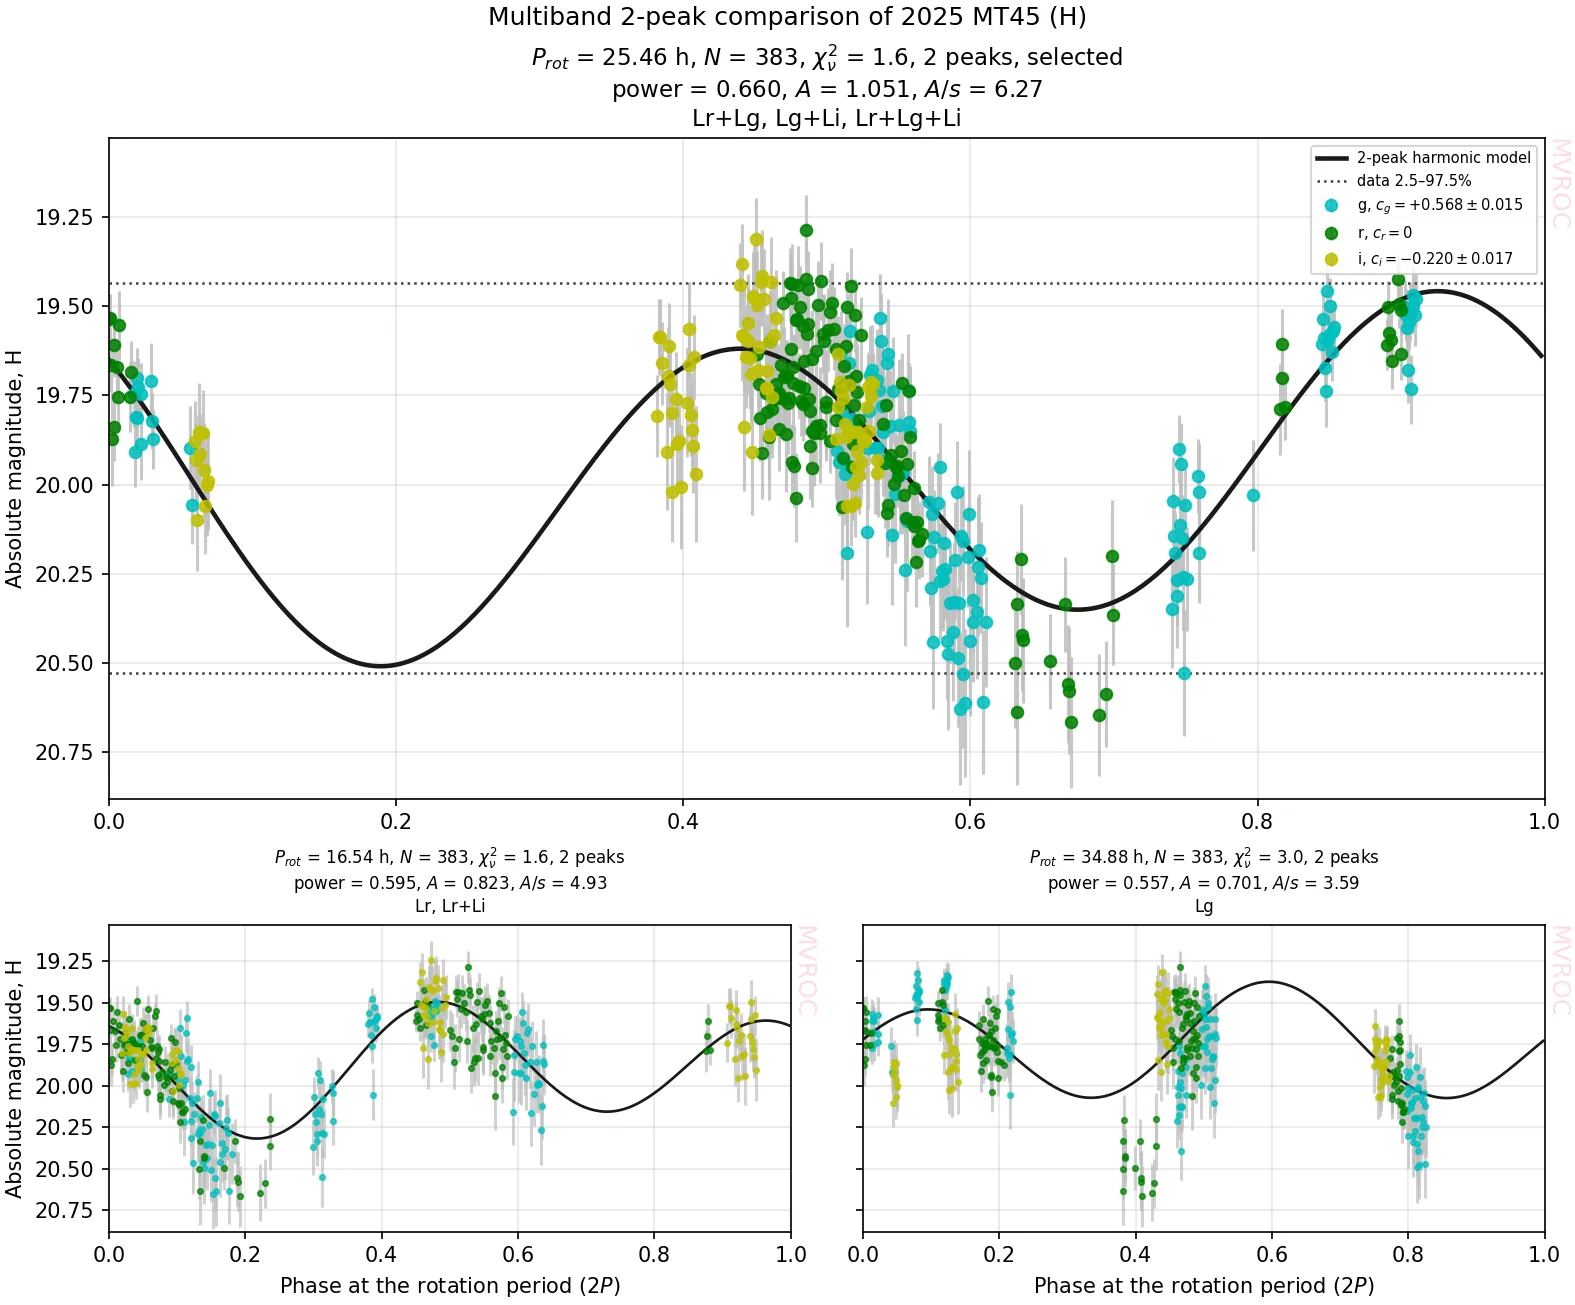 Multiband 2-peak comparison of 2025 MT45 (H)
P_rot = 25.46 h, N = 383, χ²_ν = 1.6, 2 peaks, selected
power = 0.660, A = 1.051, A/s = 6.27
Lr+Lg, Lg+Li, Lr+Lg+Li
2-peak harmonic model
data 2.5–97.5%
g, c_g = +0.568 ± 0.015
r, c_r = 0
i, c_i = −0.220 ± 0.017
MVROC
Absolute magnitude, H
19.25
19.50
19.75
20.00
20.25
20.50
20.75
0.0 0.2 0.4 0.6 0.8 1.0
P_rot = 16.54 h, N = 383, χ²_ν = 1.6, 2 peaks
power = 0.595, A = 0.823, A/s = 4.93
Lr, Lr+Li
MVROC
Absolute magnitude, H
19.25
19.50
19.75
20.00
20.25
20.50
20.75
0.0 0.2 0.4 0.6 0.8 1.0
Phase at the rotation period (2P)
P_rot = 34.88 h, N = 383, χ²_ν = 3.0, 2 peaks
power = 0.557, A = 0.701, A/s = 3.59
Lg
MVROC
0.0 0.2 0.4 0.6 0.8 1.0
Phase at the rotation period (2P)